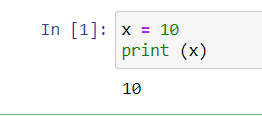 In [1]: x = 10
print (x)
10